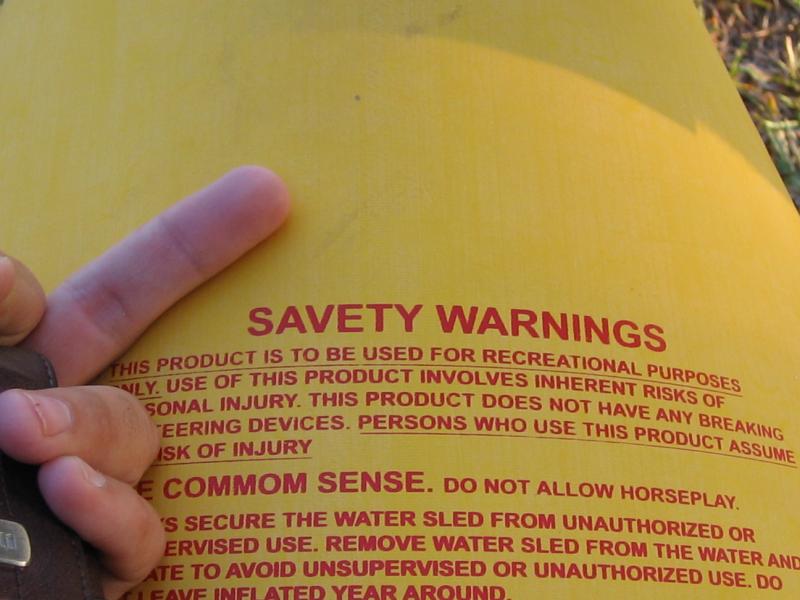 SAVETY WARNINGS
THIS PRODUCT IS TO BE USED FOR RECREATIONAL PURPOSES
NLY. USE OF THIS PRODUCT INVOLVES INHERENT RISKS OF
SONAL INJURY. THIS PRODUCT DOES NOT HAVE ANY BREAKING
TEERING DEVICES. PERSONS WHO USE THIS PRODUCT ASSUME
ISK OF INJURY
E COMMOM SENSE. DO NOT ALLOW HORSEPLAY.
YS SECURE THE WATER SLED FROM UNAUTHORIZED OR
ERVISED USE. REMOVE WATER SLED FROM THE WATER AND
ATE TO AVOID UNSUPERVISED OR UNAUTHORIZED USE. DO
LEAVE INFLATED YEAR AROUND.